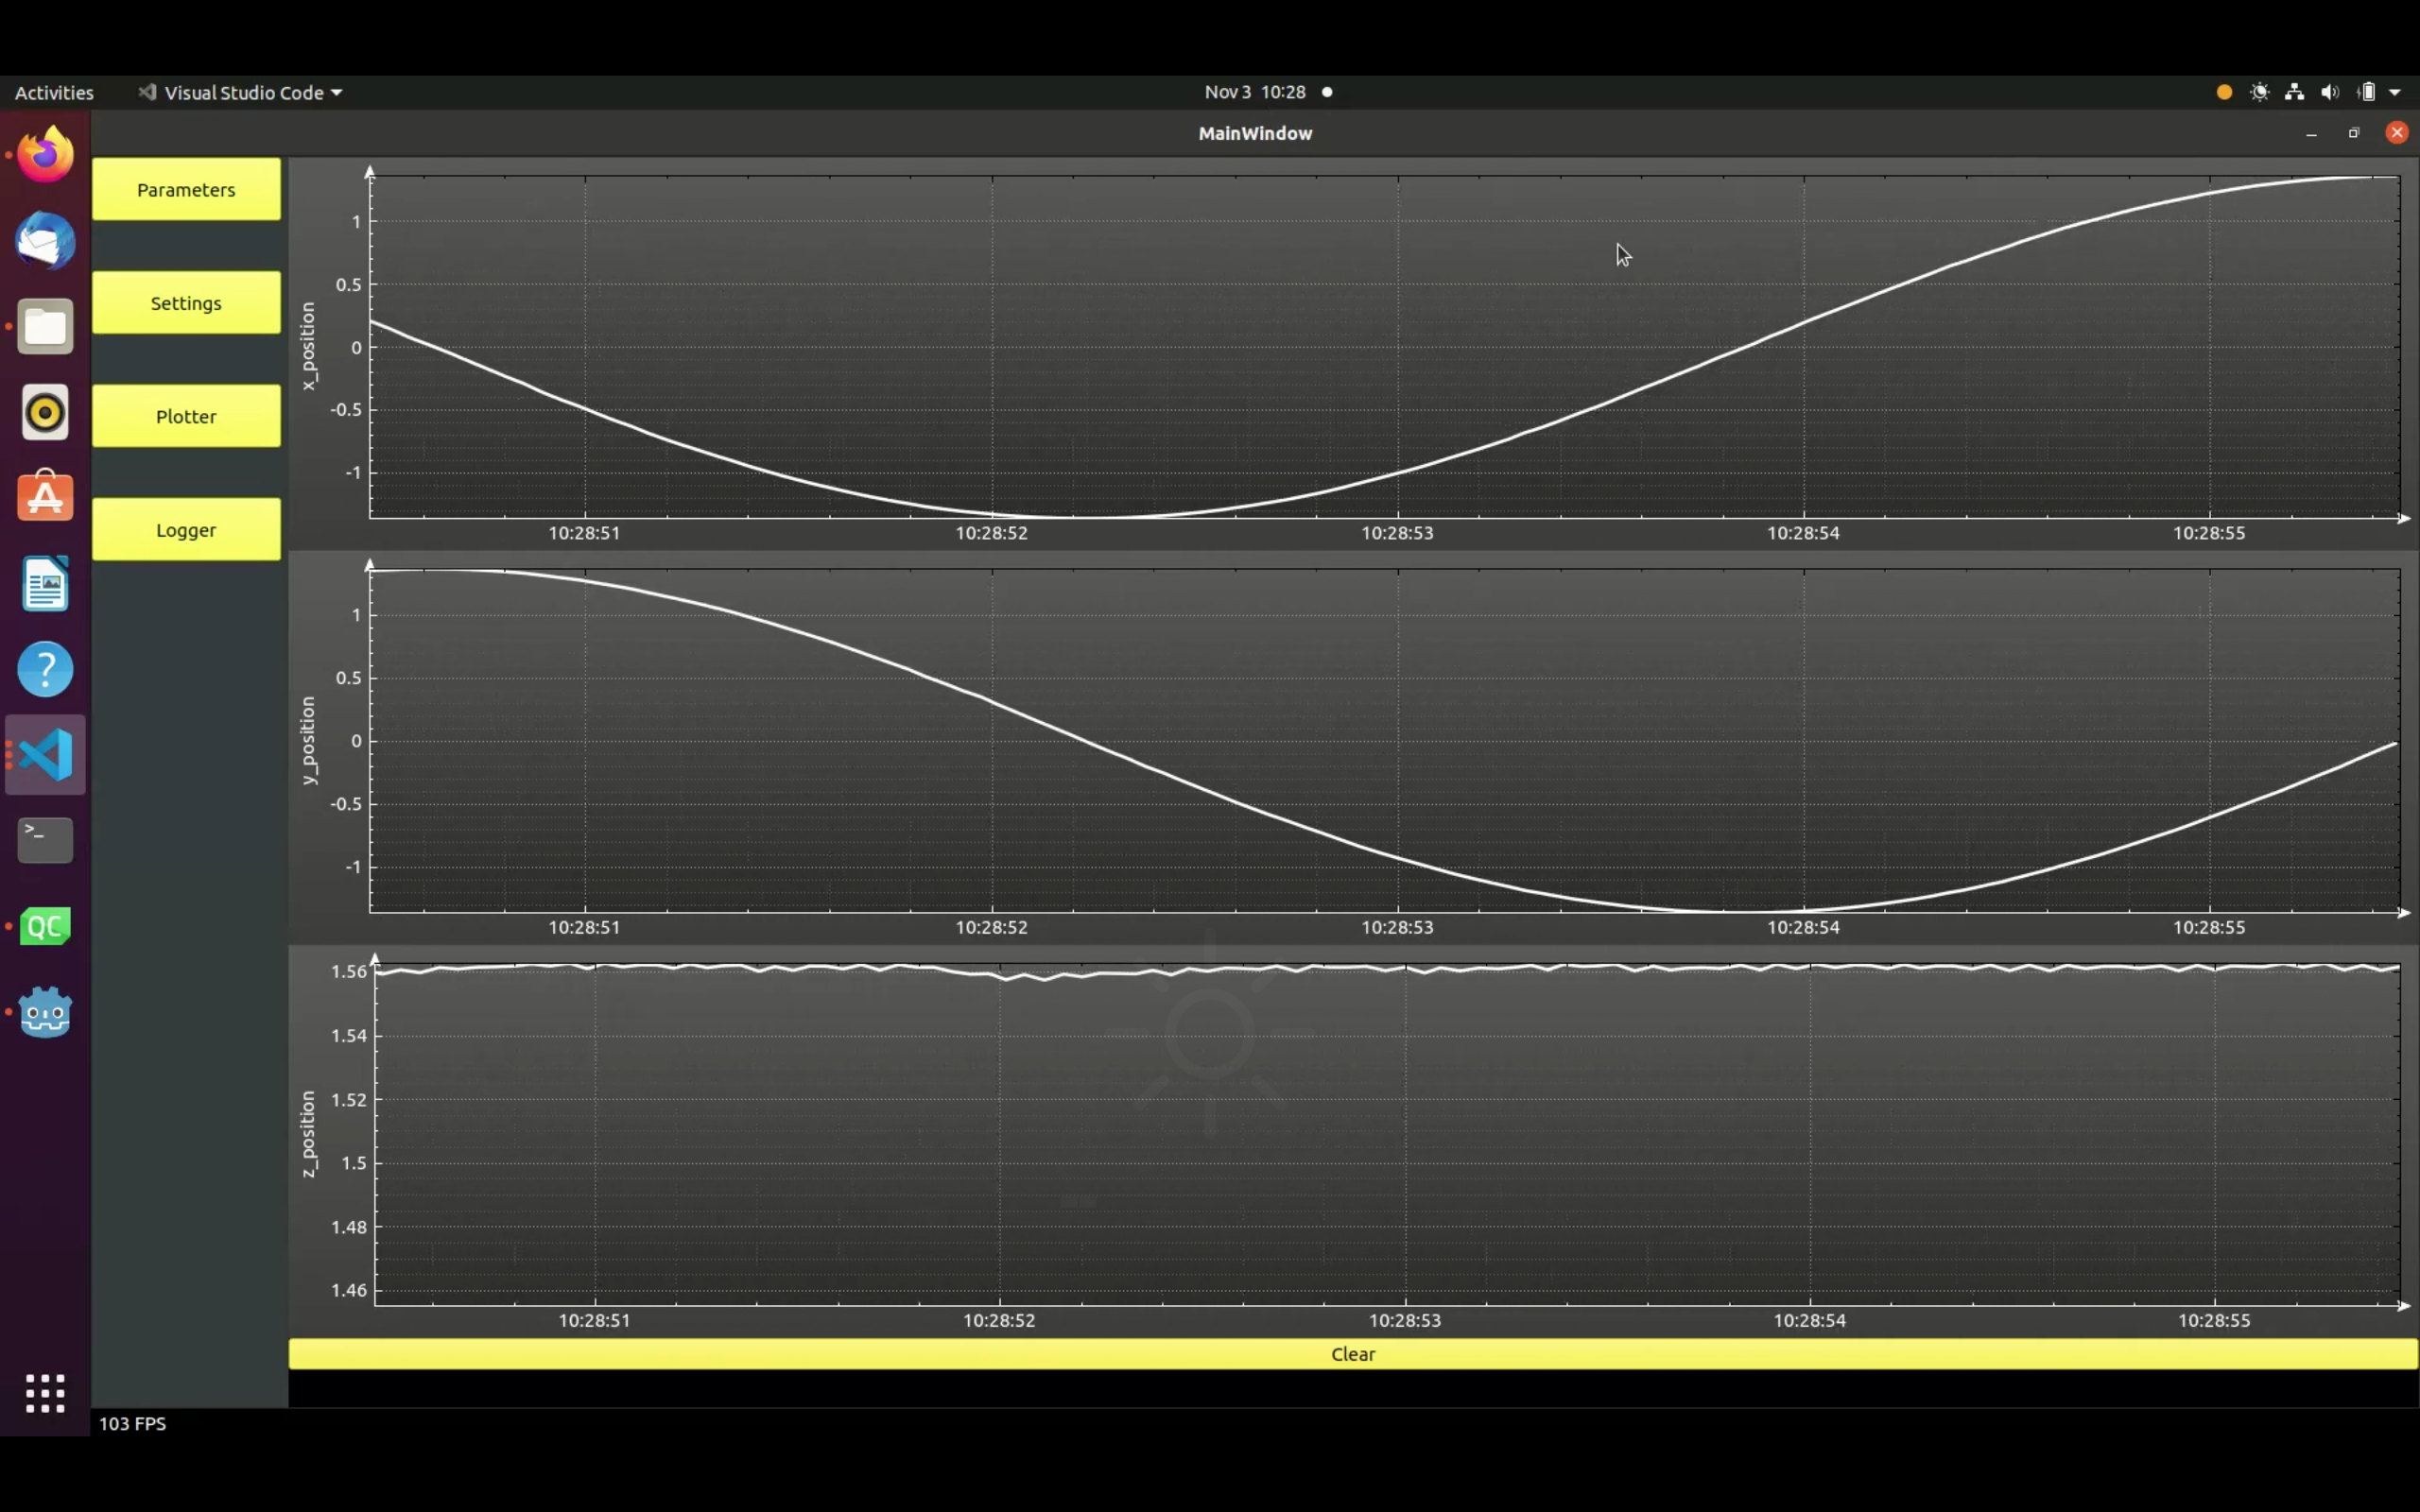 Activities Visual Studio Code Nov 3 10:28
MainWindow
Parameters
Settings
Plotter
Logger
x_position
1
0.5
0
-0.5
-1
10:28:51 10:28:52 10:28:53 10:28:54 10:28:55
y_position
1
0.5
0
-0.5
-1
10:28:51 10:28:52 10:28:53 10:28:54 10:28:55
z_position
1.56
1.54
1.52
1.5
1.48
1.46
10:28:51 10:28:52 10:28:53 10:28:54 10:28:55
Clear
103 FPS
A
?
>_
QC